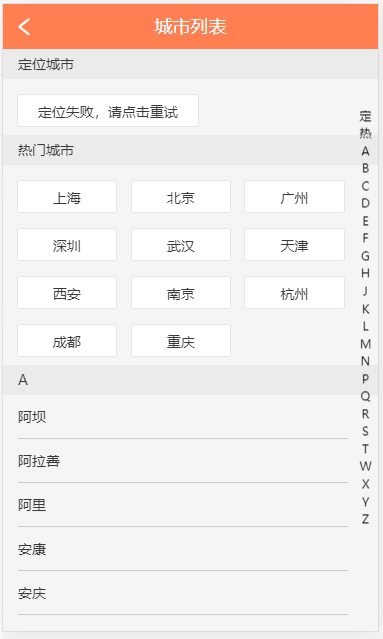 城市列表
定位城市
定位失败，请点击重试
热门城市
上海 北京 广州
深圳 武汉 天津
西安 南京 杭州
成都 重庆
A
阿坝
阿拉善
阿里
安康
安庆
定
热
A
B
C
D
E
F
G
H
J
K
L
M
N
P
Q
R
S
T
W
X
Y
Z